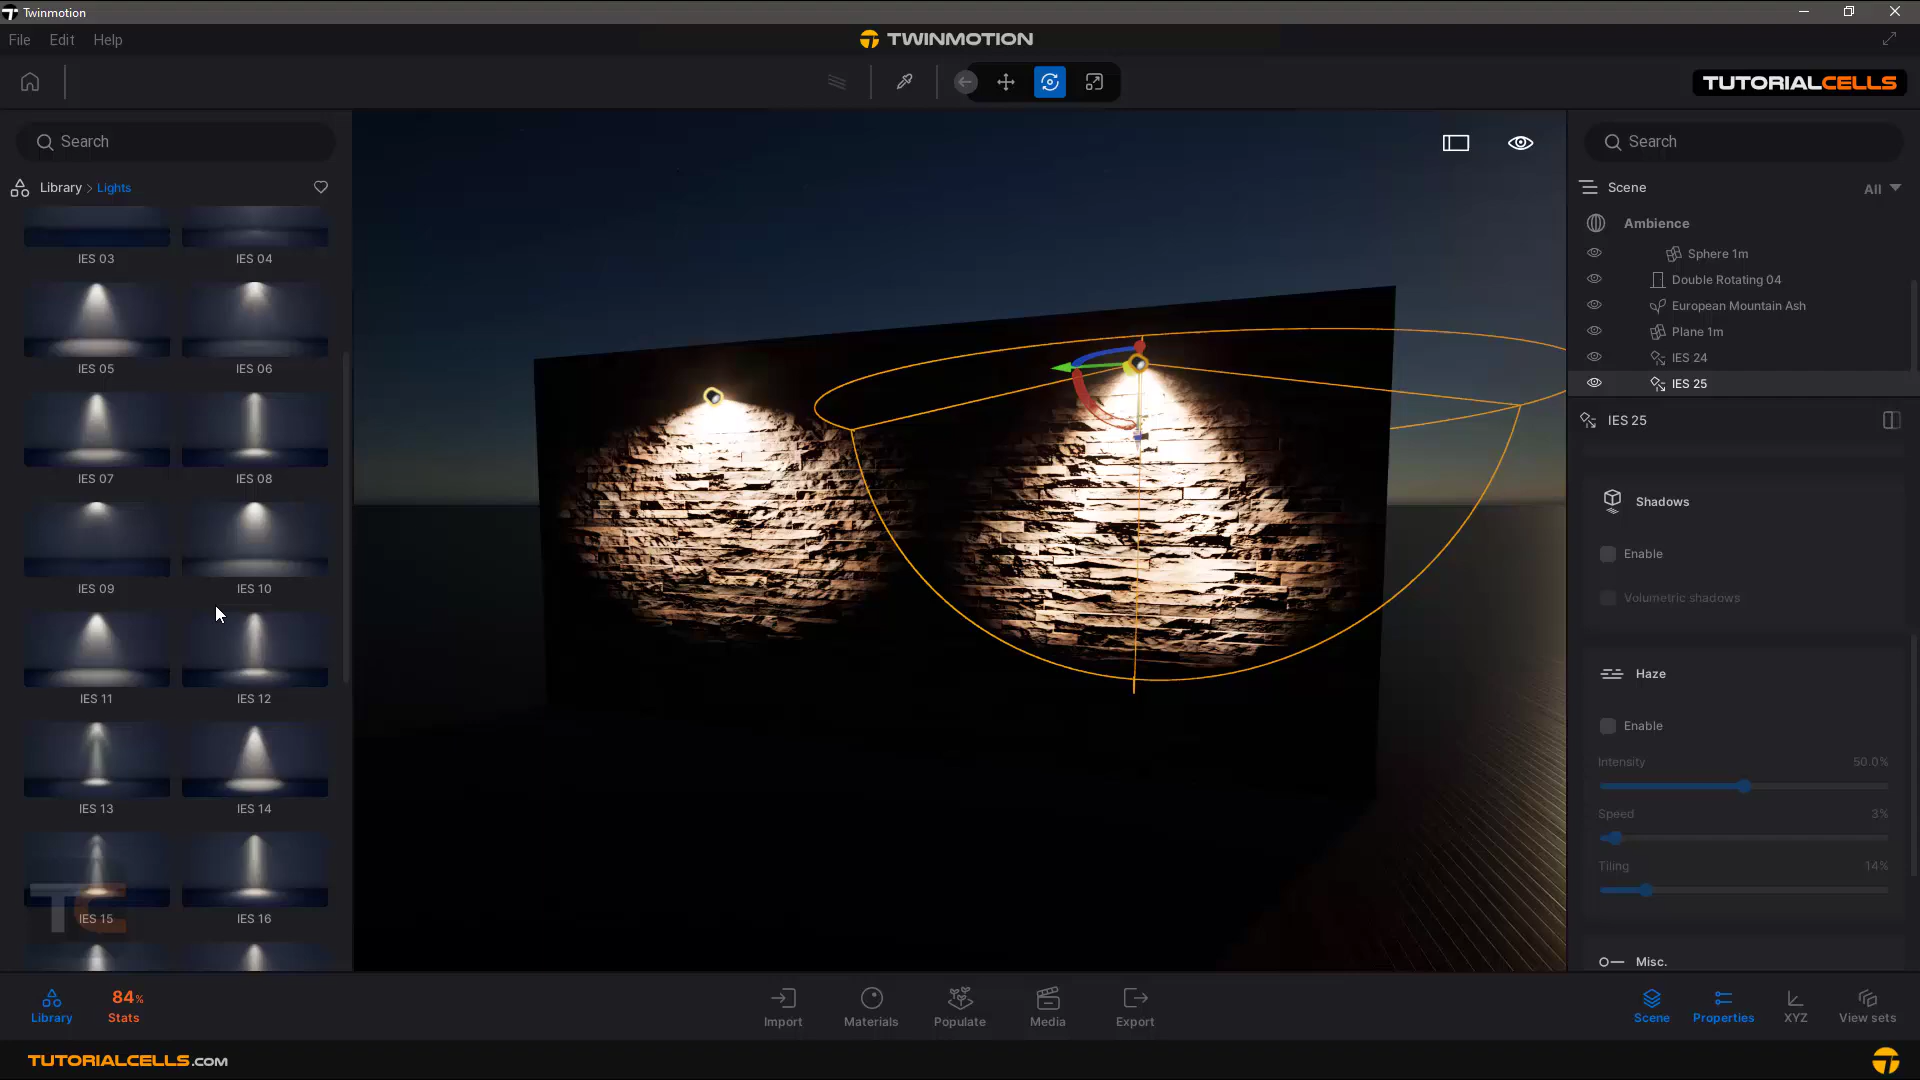 Twinmotion
File Edit Help
TWINMOTION
TUTORIALCELLS
Search
Library > Lights
IES 03 IES 04
IES 05 IES 06
IES 07 IES 08
IES 09 IES 10
IES 11 IES 12
IES 13 IES 14
IES 15 IES 16
TC
Search
Scene All
Ambience
Sphere 1m
Double Rotating 04
European Mountain Ash
Plane 1m
IES 24
IES 25
IES 25
Shadows
Enable
Volumetric shadows
Haze
Enable
Intensity 50.0%
Speed 3%
Tiling 14%
Misc.
Library 84% Stats
Import Materials Populate Media Export
Scene Properties XYZ View sets
TUTORIALCELLS.COM